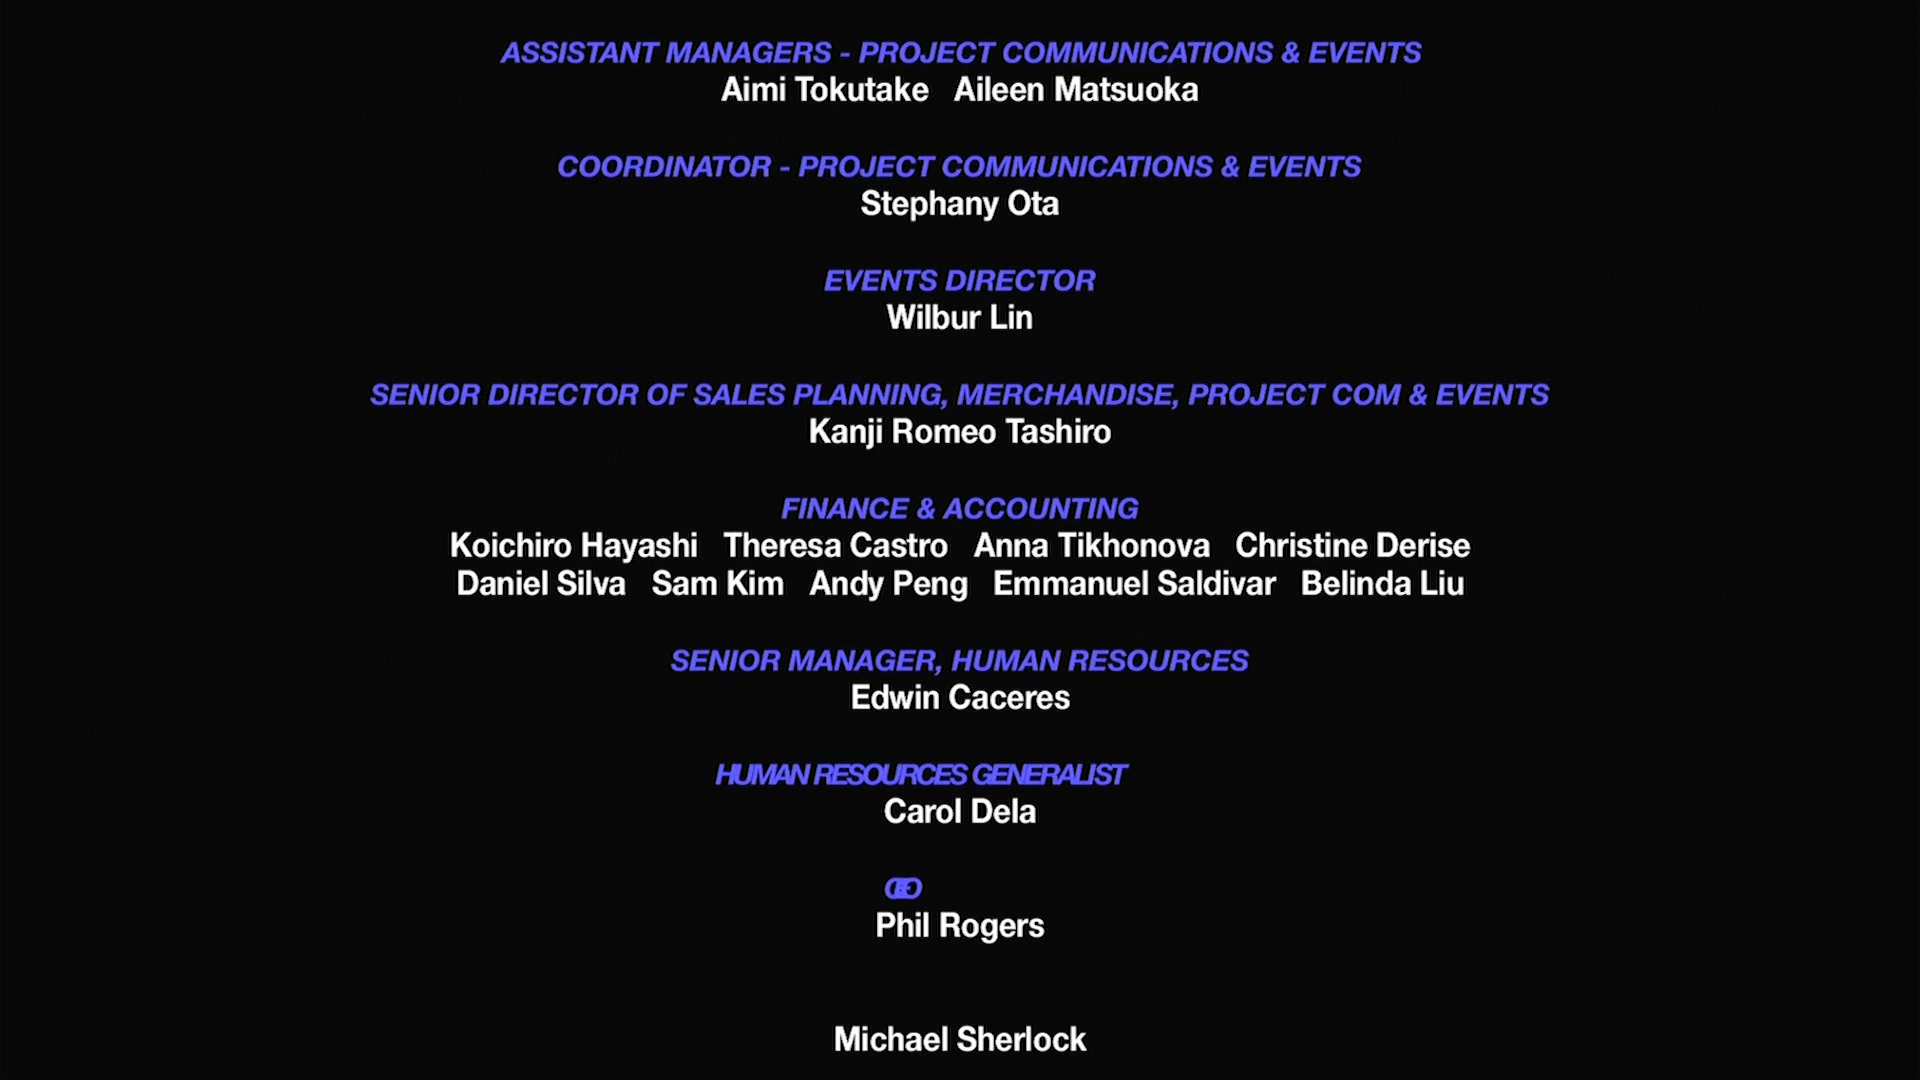 ASSISTANT MANAGERS - PROJECT COMMUNICATIONS & EVENTS
Aimi Tokutake Aileen Matsuoka
COORDINATOR - PROJECT COMMUNICATIONS & EVENTS
Stephany Ota
EVENTS DIRECTOR
Wilbur Lin
SENIOR DIRECTOR OF SALES PLANNING, MERCHANDISE, PROJECT COM & EVENTS
Kanji Romeo Tashiro
FINANCE & ACCOUNTING
Koichiro Hayashi Theresa Castro Anna Tikhonova Christine Derise
Daniel Silva Sam Kim Andy Peng Emmanuel Saldivar Belinda Liu
SENIOR MANAGER, HUMAN RESOURCES
Edwin Caceres
HUMAN RESOURCES GENERALIST
Carol Dela
CEO
Phil Rogers
Michael Sherlock